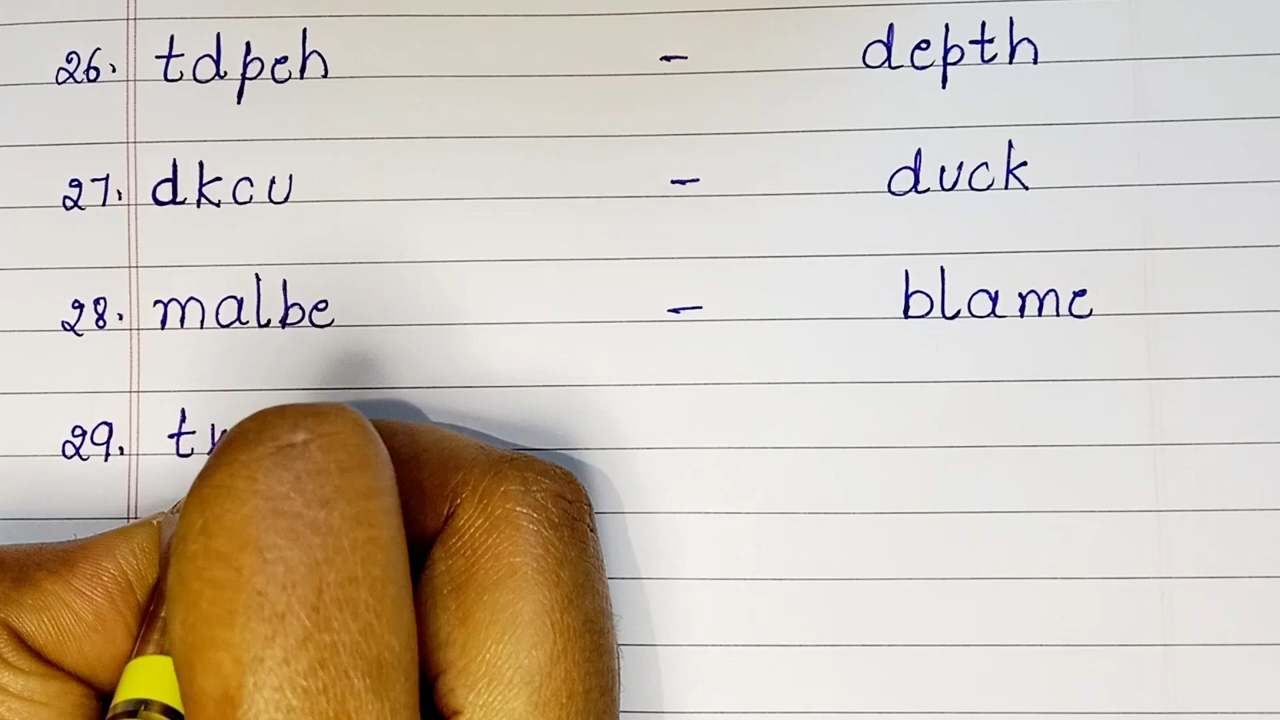 26. tdpeh - depth
27. dkcu - duck
28. malbe - blame
29.